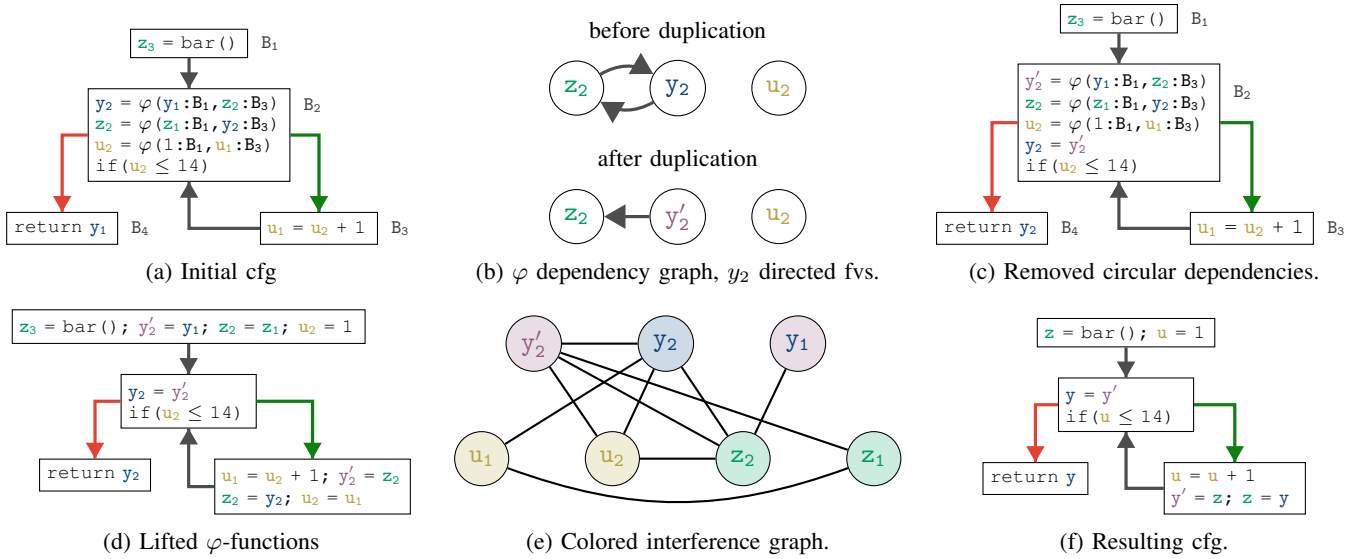 z₃ = bar() B₁
y₂ = φ(y₁:B₁,z₂:B₃) B₂
z₂ = φ(z₁:B₁,y₂:B₃)
u₂ = φ(1:B₁,u₁:B₃)
if(u₂ ≤ 14)
return y₁ B₄
u₁ = u₂ + 1 B₃
(a) Initial cfg
before duplication
z₂ y₂ u₂
after duplication
z₂ y′₂ u₂
(b) φ dependency graph, y₂ directed fvs.
z₃ = bar() B₁
y′₂ = φ(y₁:B₁,z₂:B₃)
z₂ = φ(z₁:B₁,y₂:B₃) B₂
u₂ = φ(1:B₁,u₁:B₃)
y₂ = y′₂
if(u₂ ≤ 14)
return y₂ B₄
u₁ = u₂ + 1 B₃
(c) Removed circular dependencies.
z₃ = bar(); y′₂ = y₁; z₂ = z₁; u₂ = 1
y₂ = y′₂
if(u₂ ≤ 14)
return y₂
u₁ = u₂ + 1; y′₂ = z₂
z₂ = y₂; u₂ = u₁
(d) Lifted φ-functions
y′₂ y₂ y₁
u₁ u₂ z₂ z₁
(e) Colored interference graph.
z = bar(); u = 1
y = y′
if(u ≤ 14)
return y
u = u + 1
y′ = z; z = y
(f) Resulting cfg.